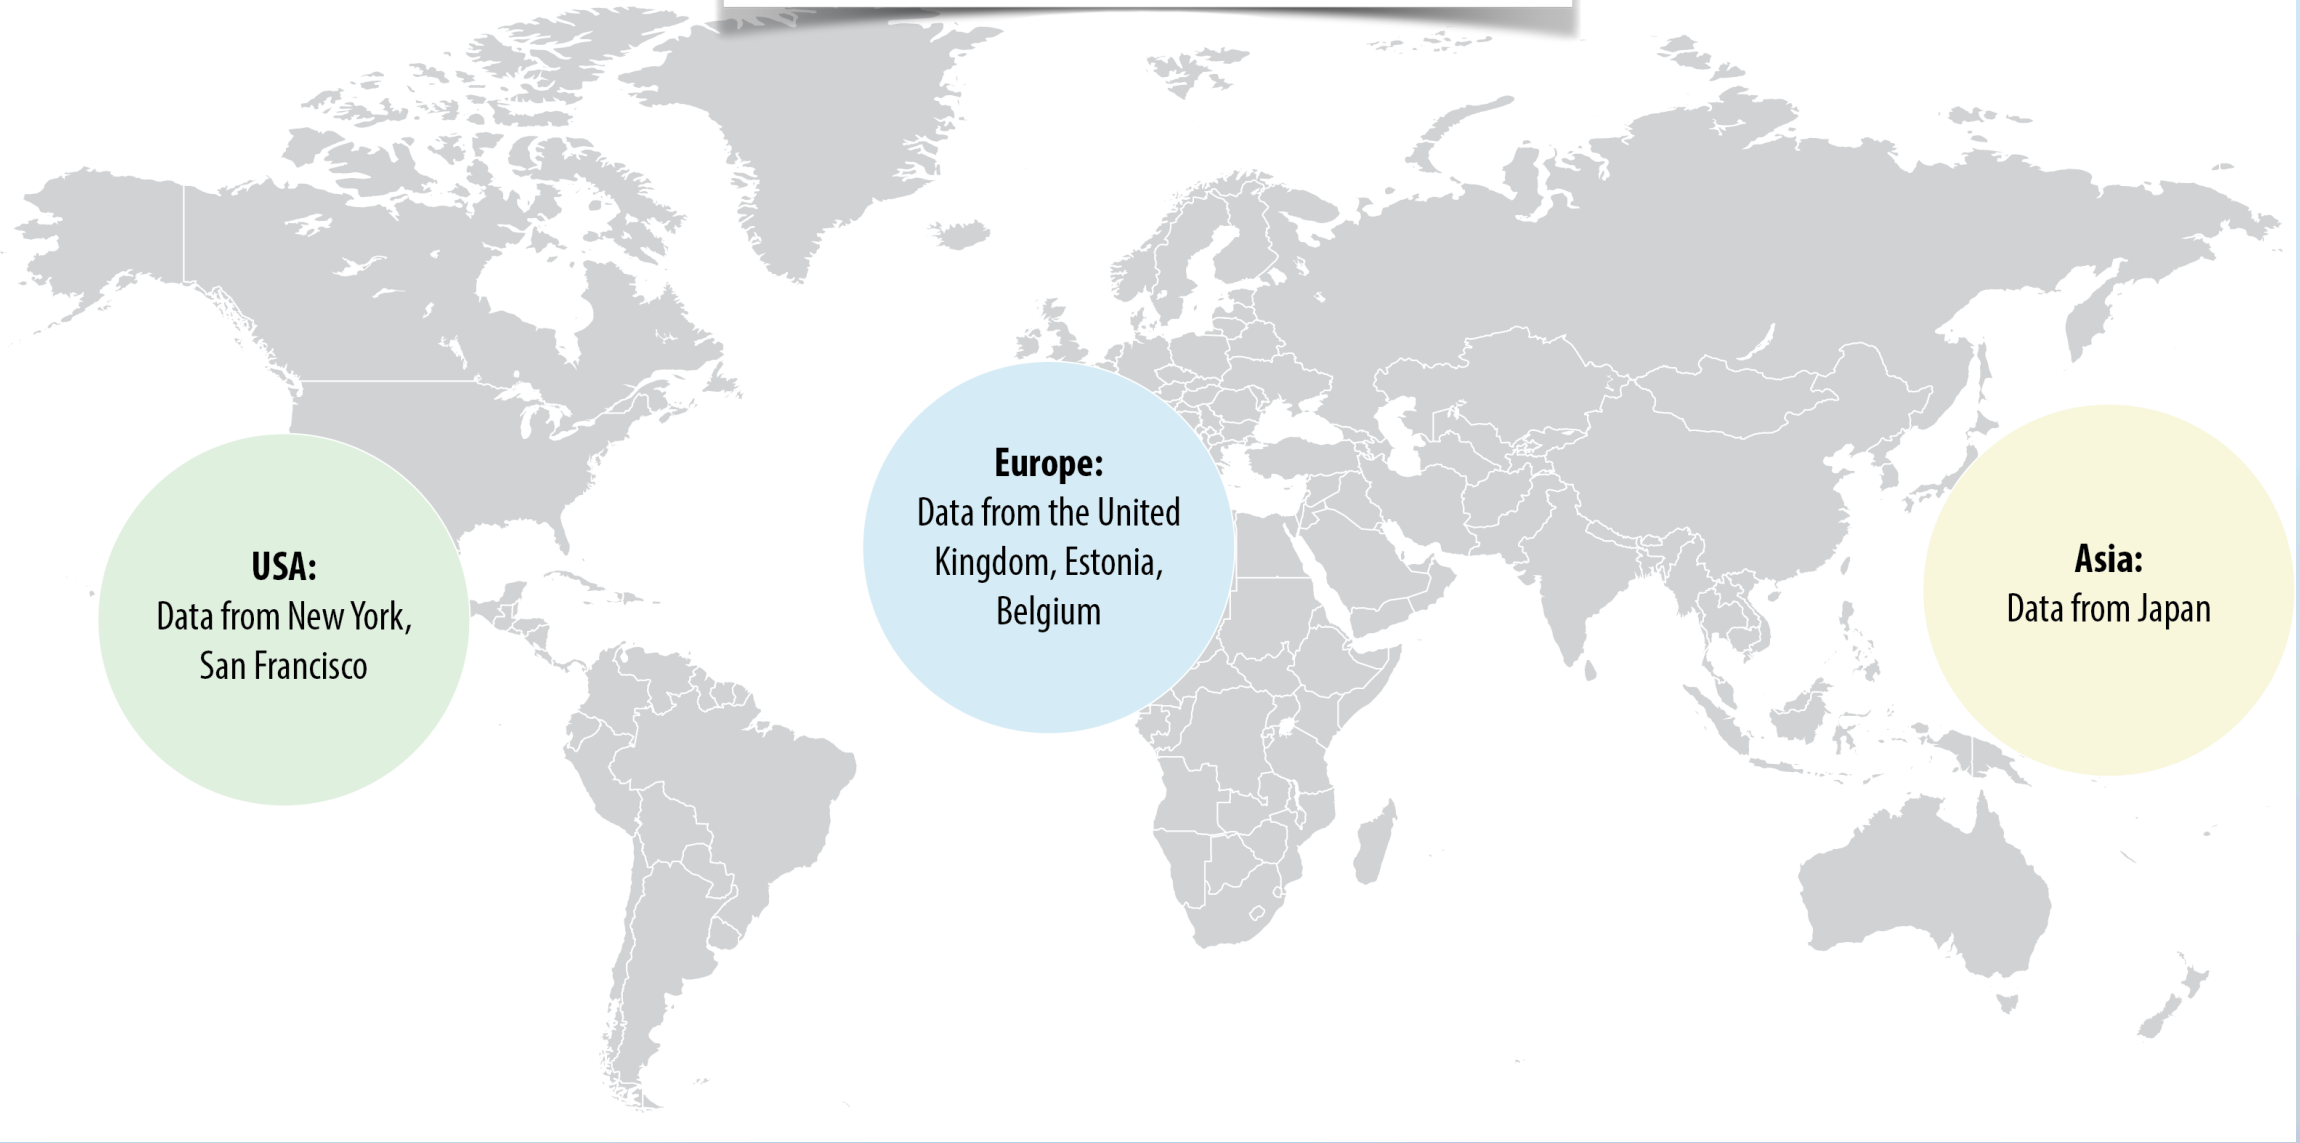 USA:
Data from New York,
San Francisco
Europe:
Data from the United
Kingdom, Estonia,
Belgium
Asia:
Data from Japan